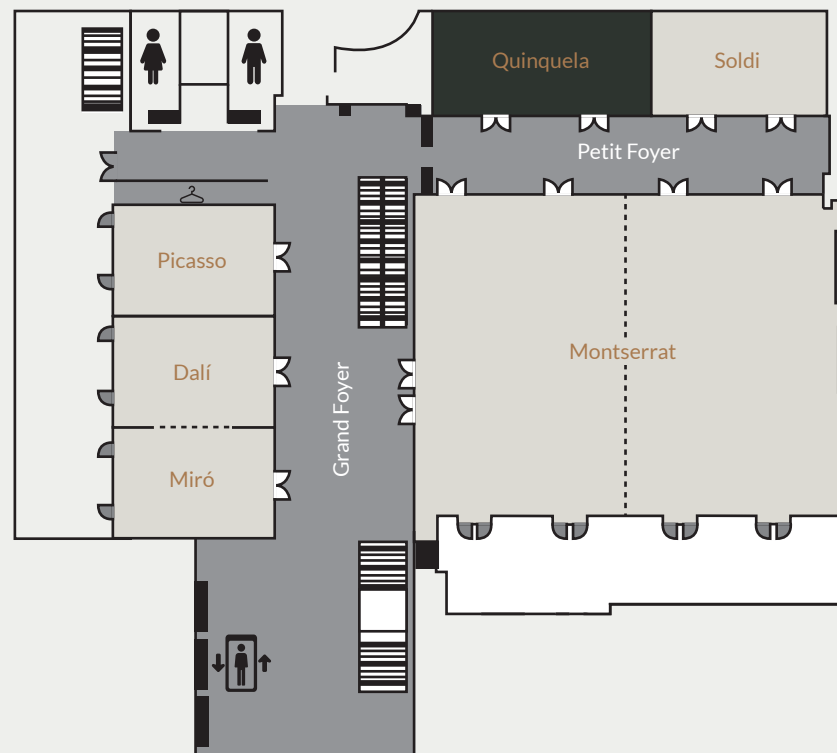 Quinquela
Soldi
Petit Foyer
Picasso
Montserrat
Dalí
Grand Foyer
Miró